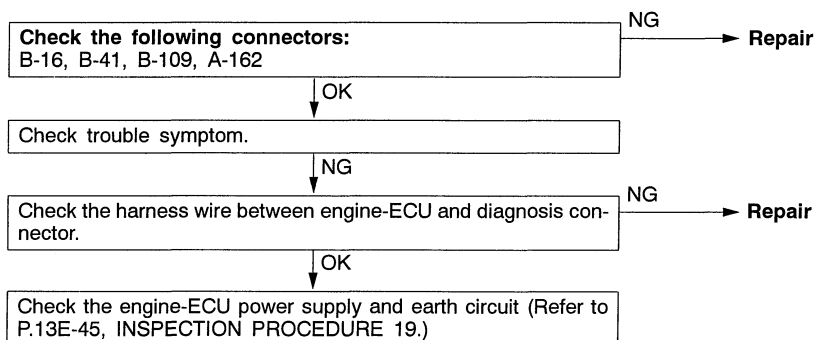 Check the following connectors:
B-16, B-41, B-109, A-162
NG
Repair
OK
Check trouble symptom.
NG
Check the harness wire between engine-ECU and diagnosis con-
nector.
NG
Repair
OK
Check the engine-ECU power supply and earth circuit (Refer to
P.13E-45, INSPECTION PROCEDURE 19.)